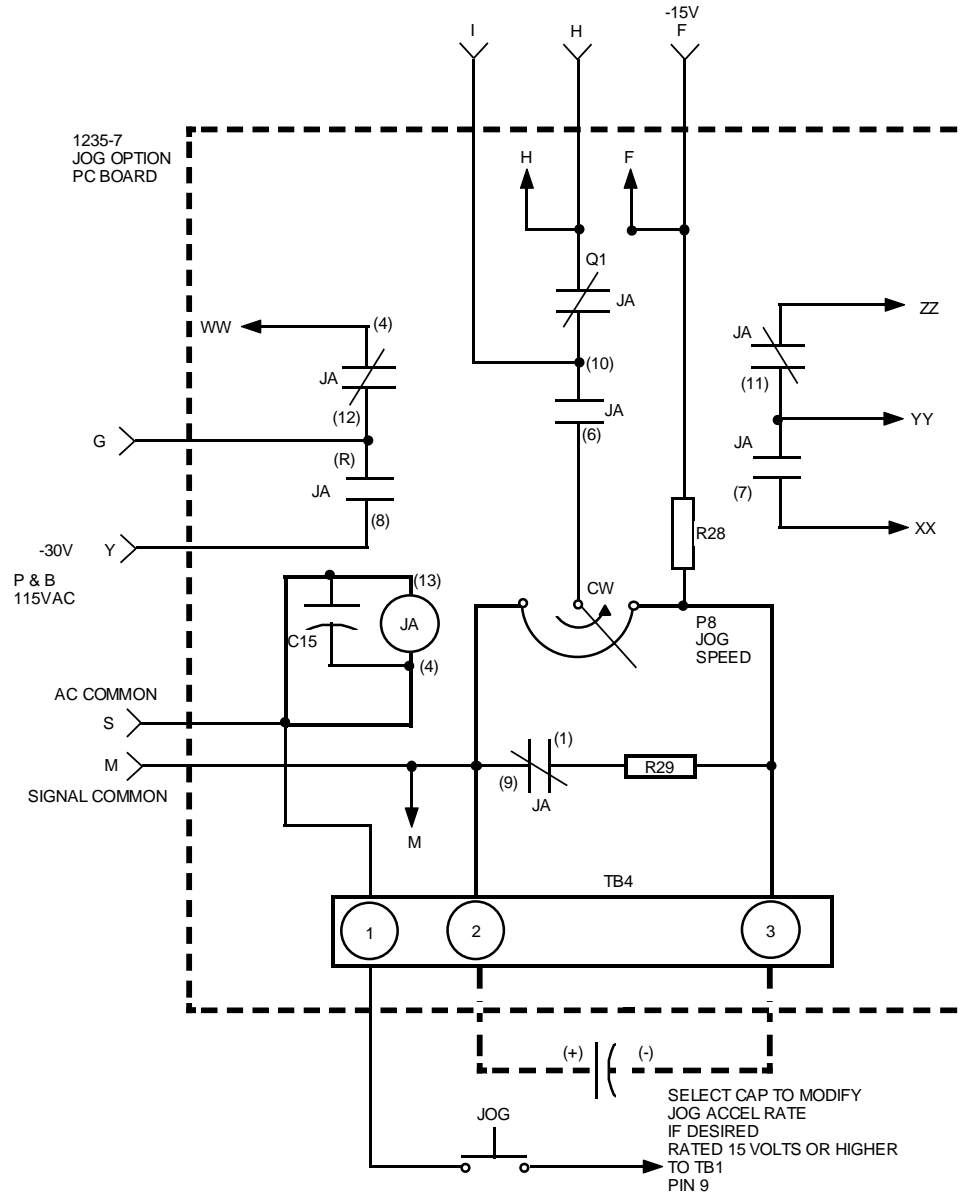 -15V
I
H
F
1235-7
JOG OPTION
PC BOARD
H
F
Q1
JA
WW
(4)
ZZ
JA
JA
(10)
(11)
(12)
JA
G
(6)
YY
(R)
JA
JA
(7)
(8)
R28
XX
-30V
Y
P & B
115VAC
(13)
CW
C15
JA
P8
JOG
SPEED
(4)
AC COMMON
S
(1)
M
(9)
R29
SIGNAL COMMON
JA
M
TB4
1
2
3
(+)
(-)
SELECT CAP TO MODIFY
JOG ACCEL RATE
IF DESIRED
RATED 15 VOLTS OR HIGHER
JOG
TO TB1
PIN 9